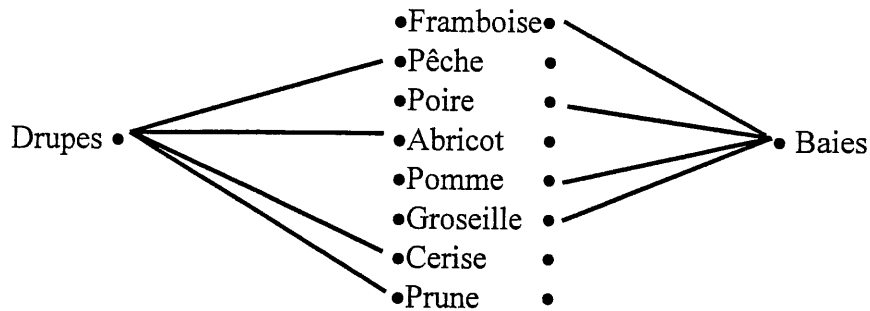 •Framboise•
•Pêche •
•Poire •
Drupes •
•Abricot •
• Baies
•Pomme •
•Groseille •
•Cerise •
•Prune •